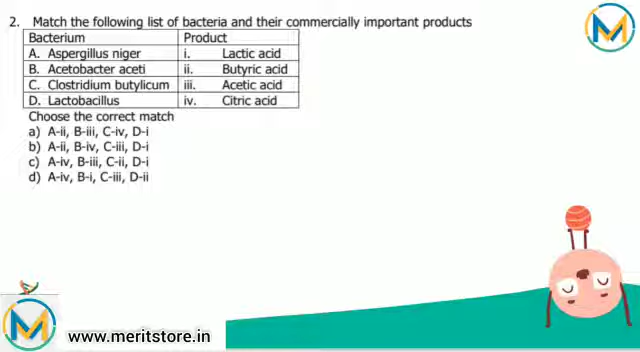 2. Match the following list of bacteria and their commercially important products
Bacterium Product
A. Aspergillus niger i. Lactic acid
B. Acetobacter aceti ii. Butyric acid
C. Clostridium butylicum iii. Acetic acid
D. Lactobacillus iv. Citric acid
Choose the correct match
a) A-ii, B-iii, C-iv, D-i
b) A-ii, B-iv, C-iii, D-i
c) A-iv, B-iii, C-ii, D-i
d) A-iv, B-i, C-iii, D-ii
www.meritstore.in